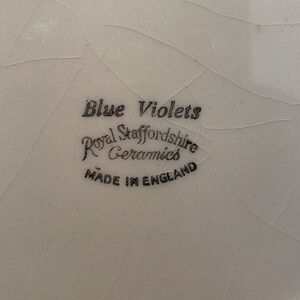 Blue Violets
Royal Staffordshire
Ceramics
MADE IN ENGLAND